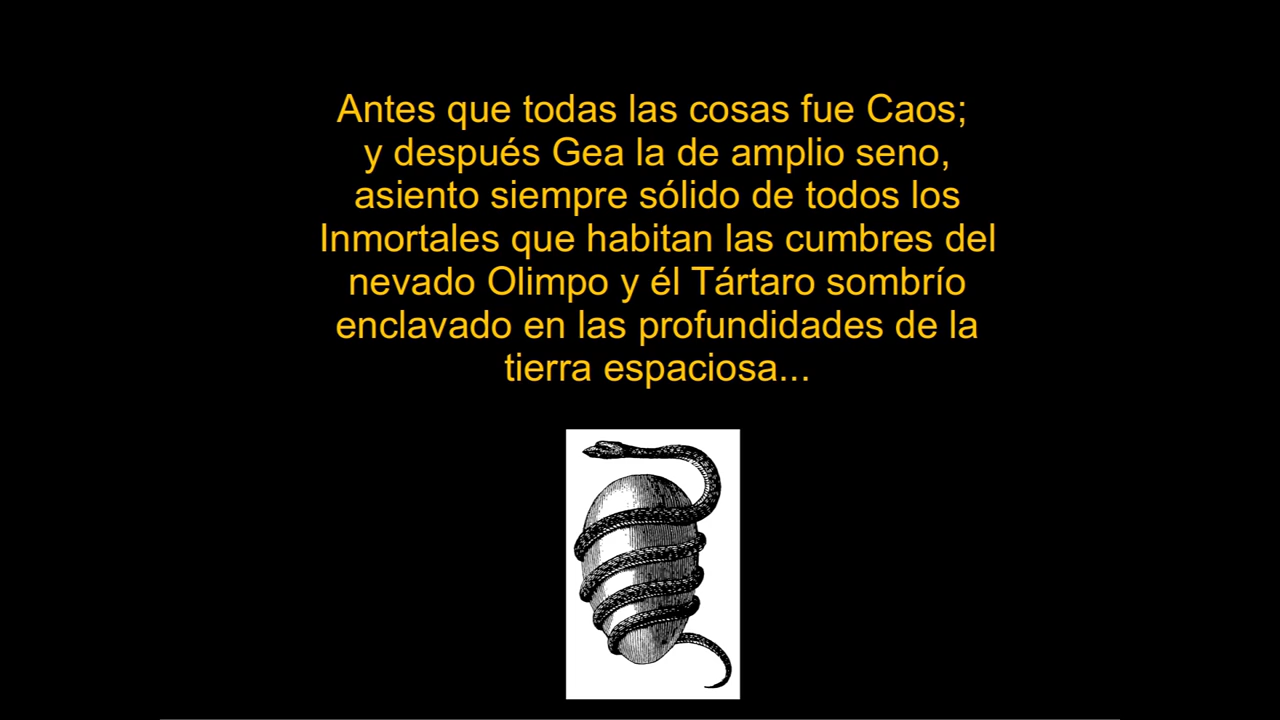 Antes que todas las cosas fue Caos;
y después Gea la de amplio seno,
asiento siempre sólido de todos los
Inmortales que habitan las cumbres del
nevado Olimpo y él Tártaro sombrío
enclavado en las profundidades de la
tierra espaciosa...